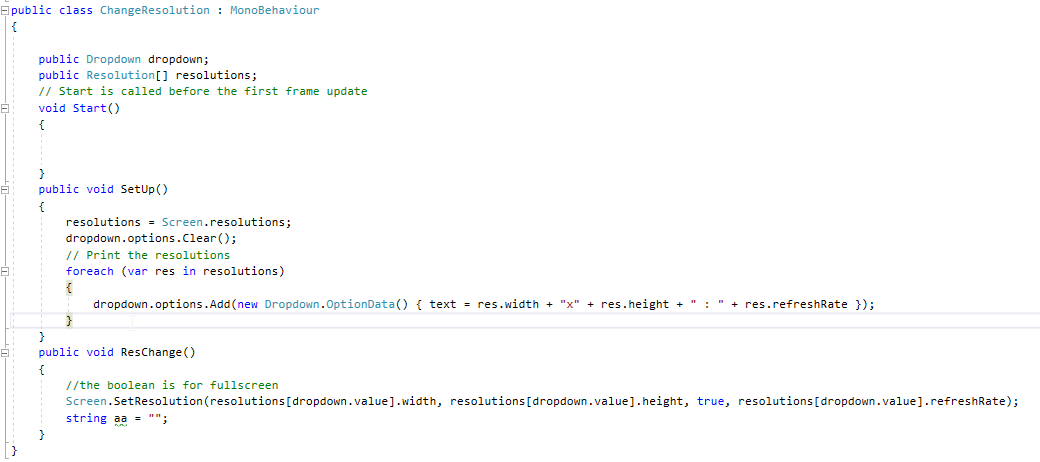 public class ChangeResolution : MonoBehaviour
{
public Dropdown dropdown;
public Resolution[] resolutions;
// Start is called before the first frame update
void Start()
{
}
public void SetUp()
{
resolutions = Screen.resolutions;
dropdown.options.Clear();
// Print the resolutions
foreach (var res in resolutions)
{
dropdown.options.Add(new Dropdown.OptionData() { text = res.width + "x" + res.height + " : " + res.refreshRate });
}
}
public void ResChange()
{
//the boolean is for fullscreen
Screen.SetResolution(resolutions[dropdown.value].width, resolutions[dropdown.value].height, true, resolutions[dropdown.value].refreshRate);
string aa = "";
}
}